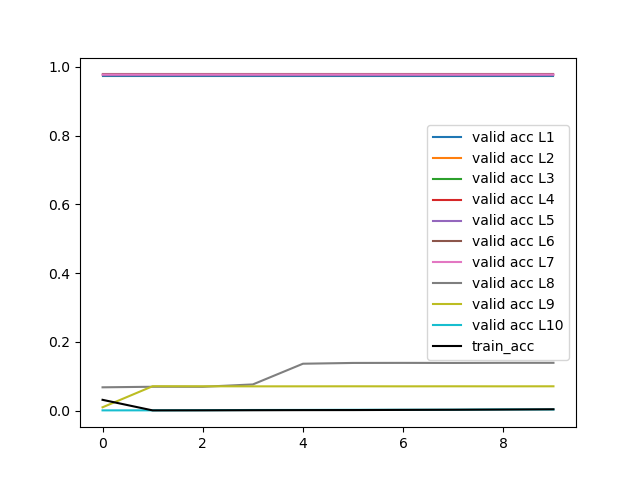 1.0
0.8
0.6
0.4
0.2
0.0
0 2 4 6 8
valid acc L1
valid acc L2
valid acc L3
valid acc L4
valid acc L5
valid acc L6
valid acc L7
valid acc L8
valid acc L9
valid acc L10
train_acc